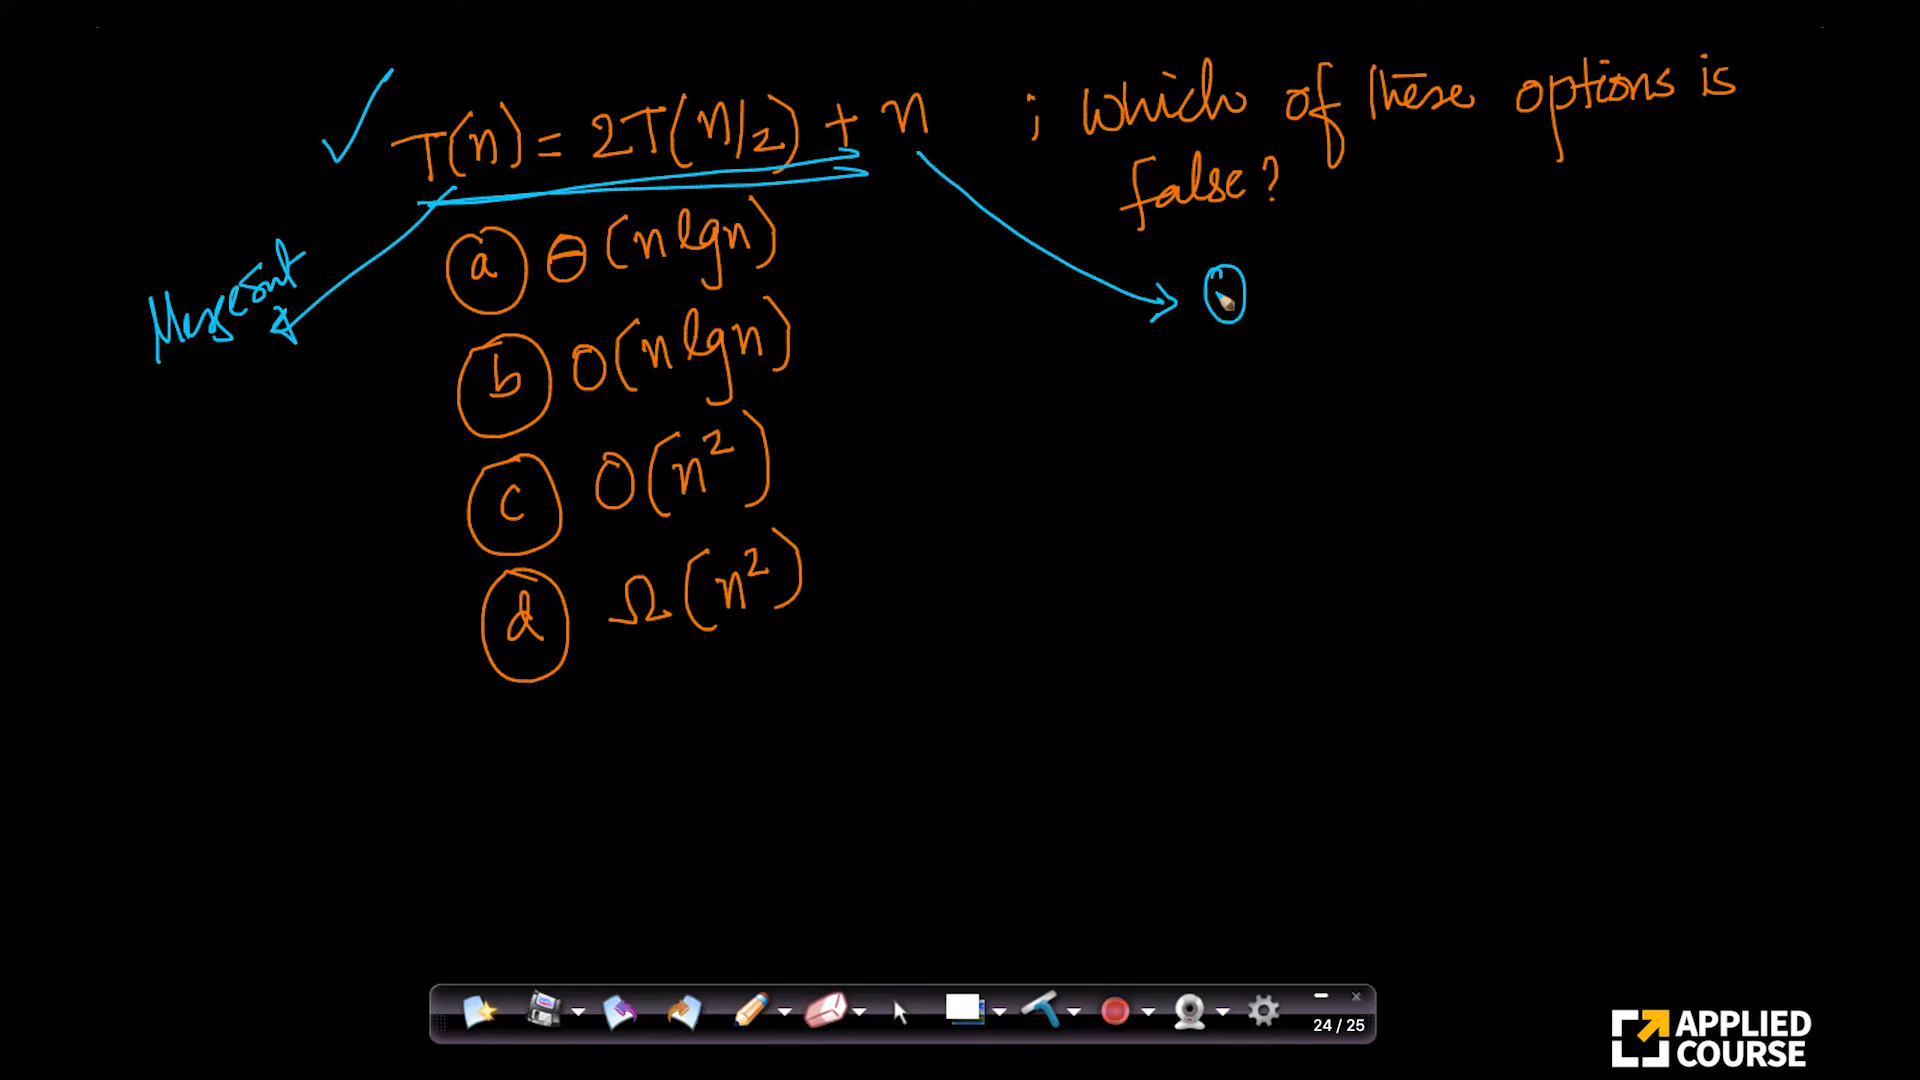 T(n) = 2T(n/2) + n ; Which of these options is
false?
Mergesort
a Θ(n lgn)
b O(n lgn)
c O(n²)
d Ω(n²)
24 / 25
APPLIED
COURSE